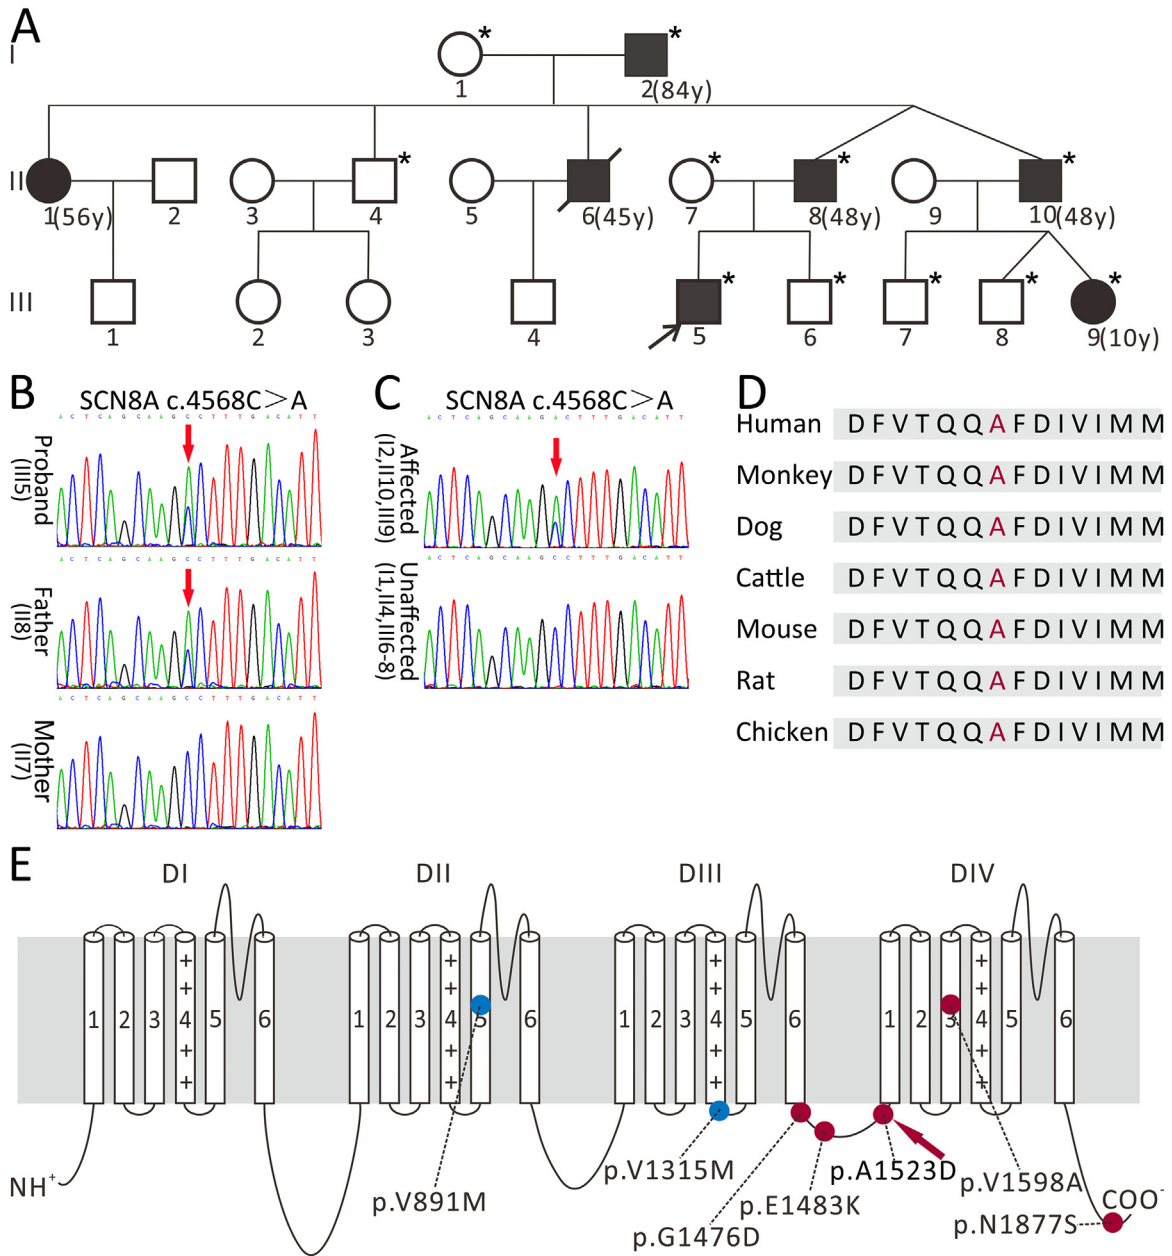 A
I
* *
1 2(84y)
II
* * * *
1(56y) 2 3 4 5 6(45y) 7 8(48y) 9 10(48y)
III
* * * * *
1 2 3 4 5 6 7 8 9(10y)
B
SCN8A c.4568C>A
A C T C A G C A A G C C T T T G A C A T T
Proband
(III5)
A C T C A G C A A G C C T T T G A C A T T
Father
(II8)
A C T C A G C A A G C C T T T G A C A T T
Mother
(II7)
C
SCN8A c.4568C>A
A C T C A G C A A G A C T T T G A C A T T
Affected
(I2,II10,III9)
A C T C A G C A A G C C T T T G A C A T T
Unaffected
(I1,II4,III6-8)
D
Human D F V T Q Q A F D I V I M M
Monkey D F V T Q Q A F D I V I M M
Dog D F V T Q Q A F D I V I M M
Cattle D F V T Q Q A F D I V I M M
Mouse D F V T Q Q A F D I V I M M
Rat D F V T Q Q A F D I V I M M
Chicken D F V T Q Q A F D I V I M M
E
DI DII DIII DIV
+ + + +
+ + + +
1 2 3 4 5 6 1 2 3 4 5 6 1 2 3 4 5 6 1 2 3 4 5 6
+ + + +
+ + + +
NH+
p.V891M
p.V1315M
p.G1476D
p.E1483K
p.A1523D
p.V1598A
p.N1877S
COO-